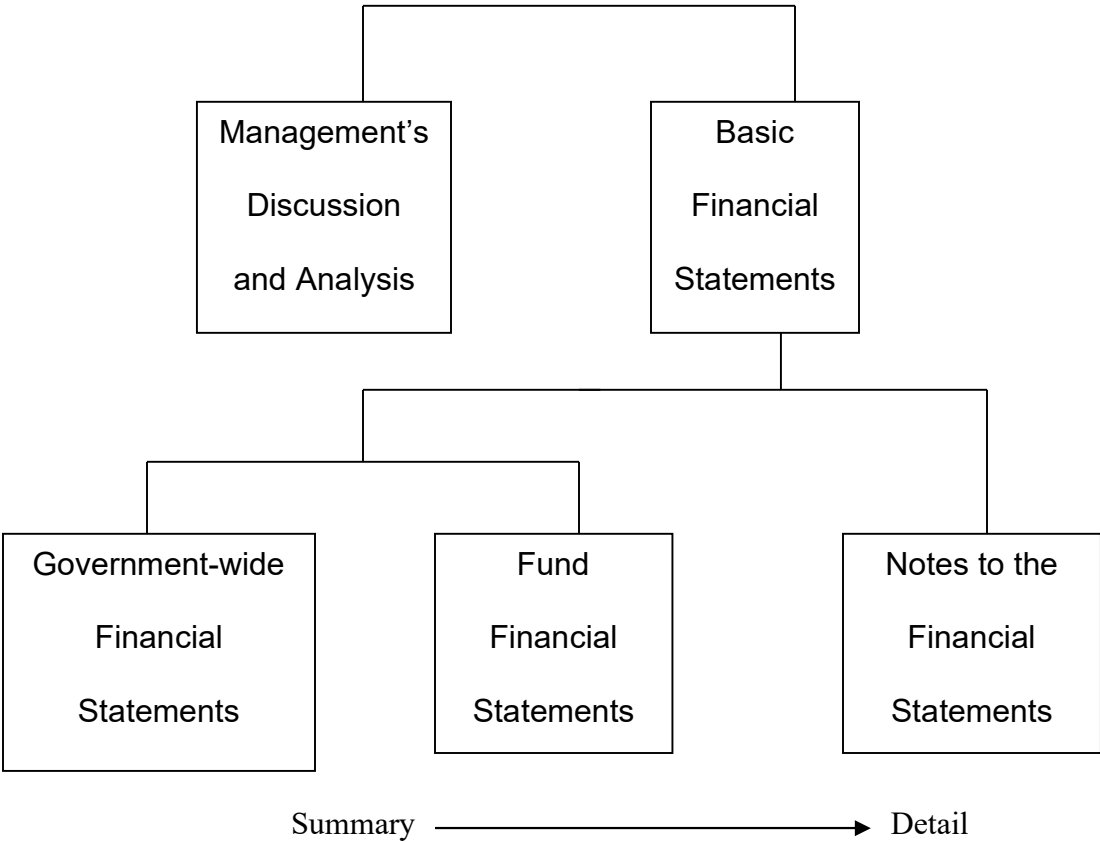 Management’s
Discussion
and Analysis
Basic
Financial
Statements
Government-wide
Financial
Statements
Fund
Financial
Statements
Notes to the
Financial
Statements
Summary
Detail